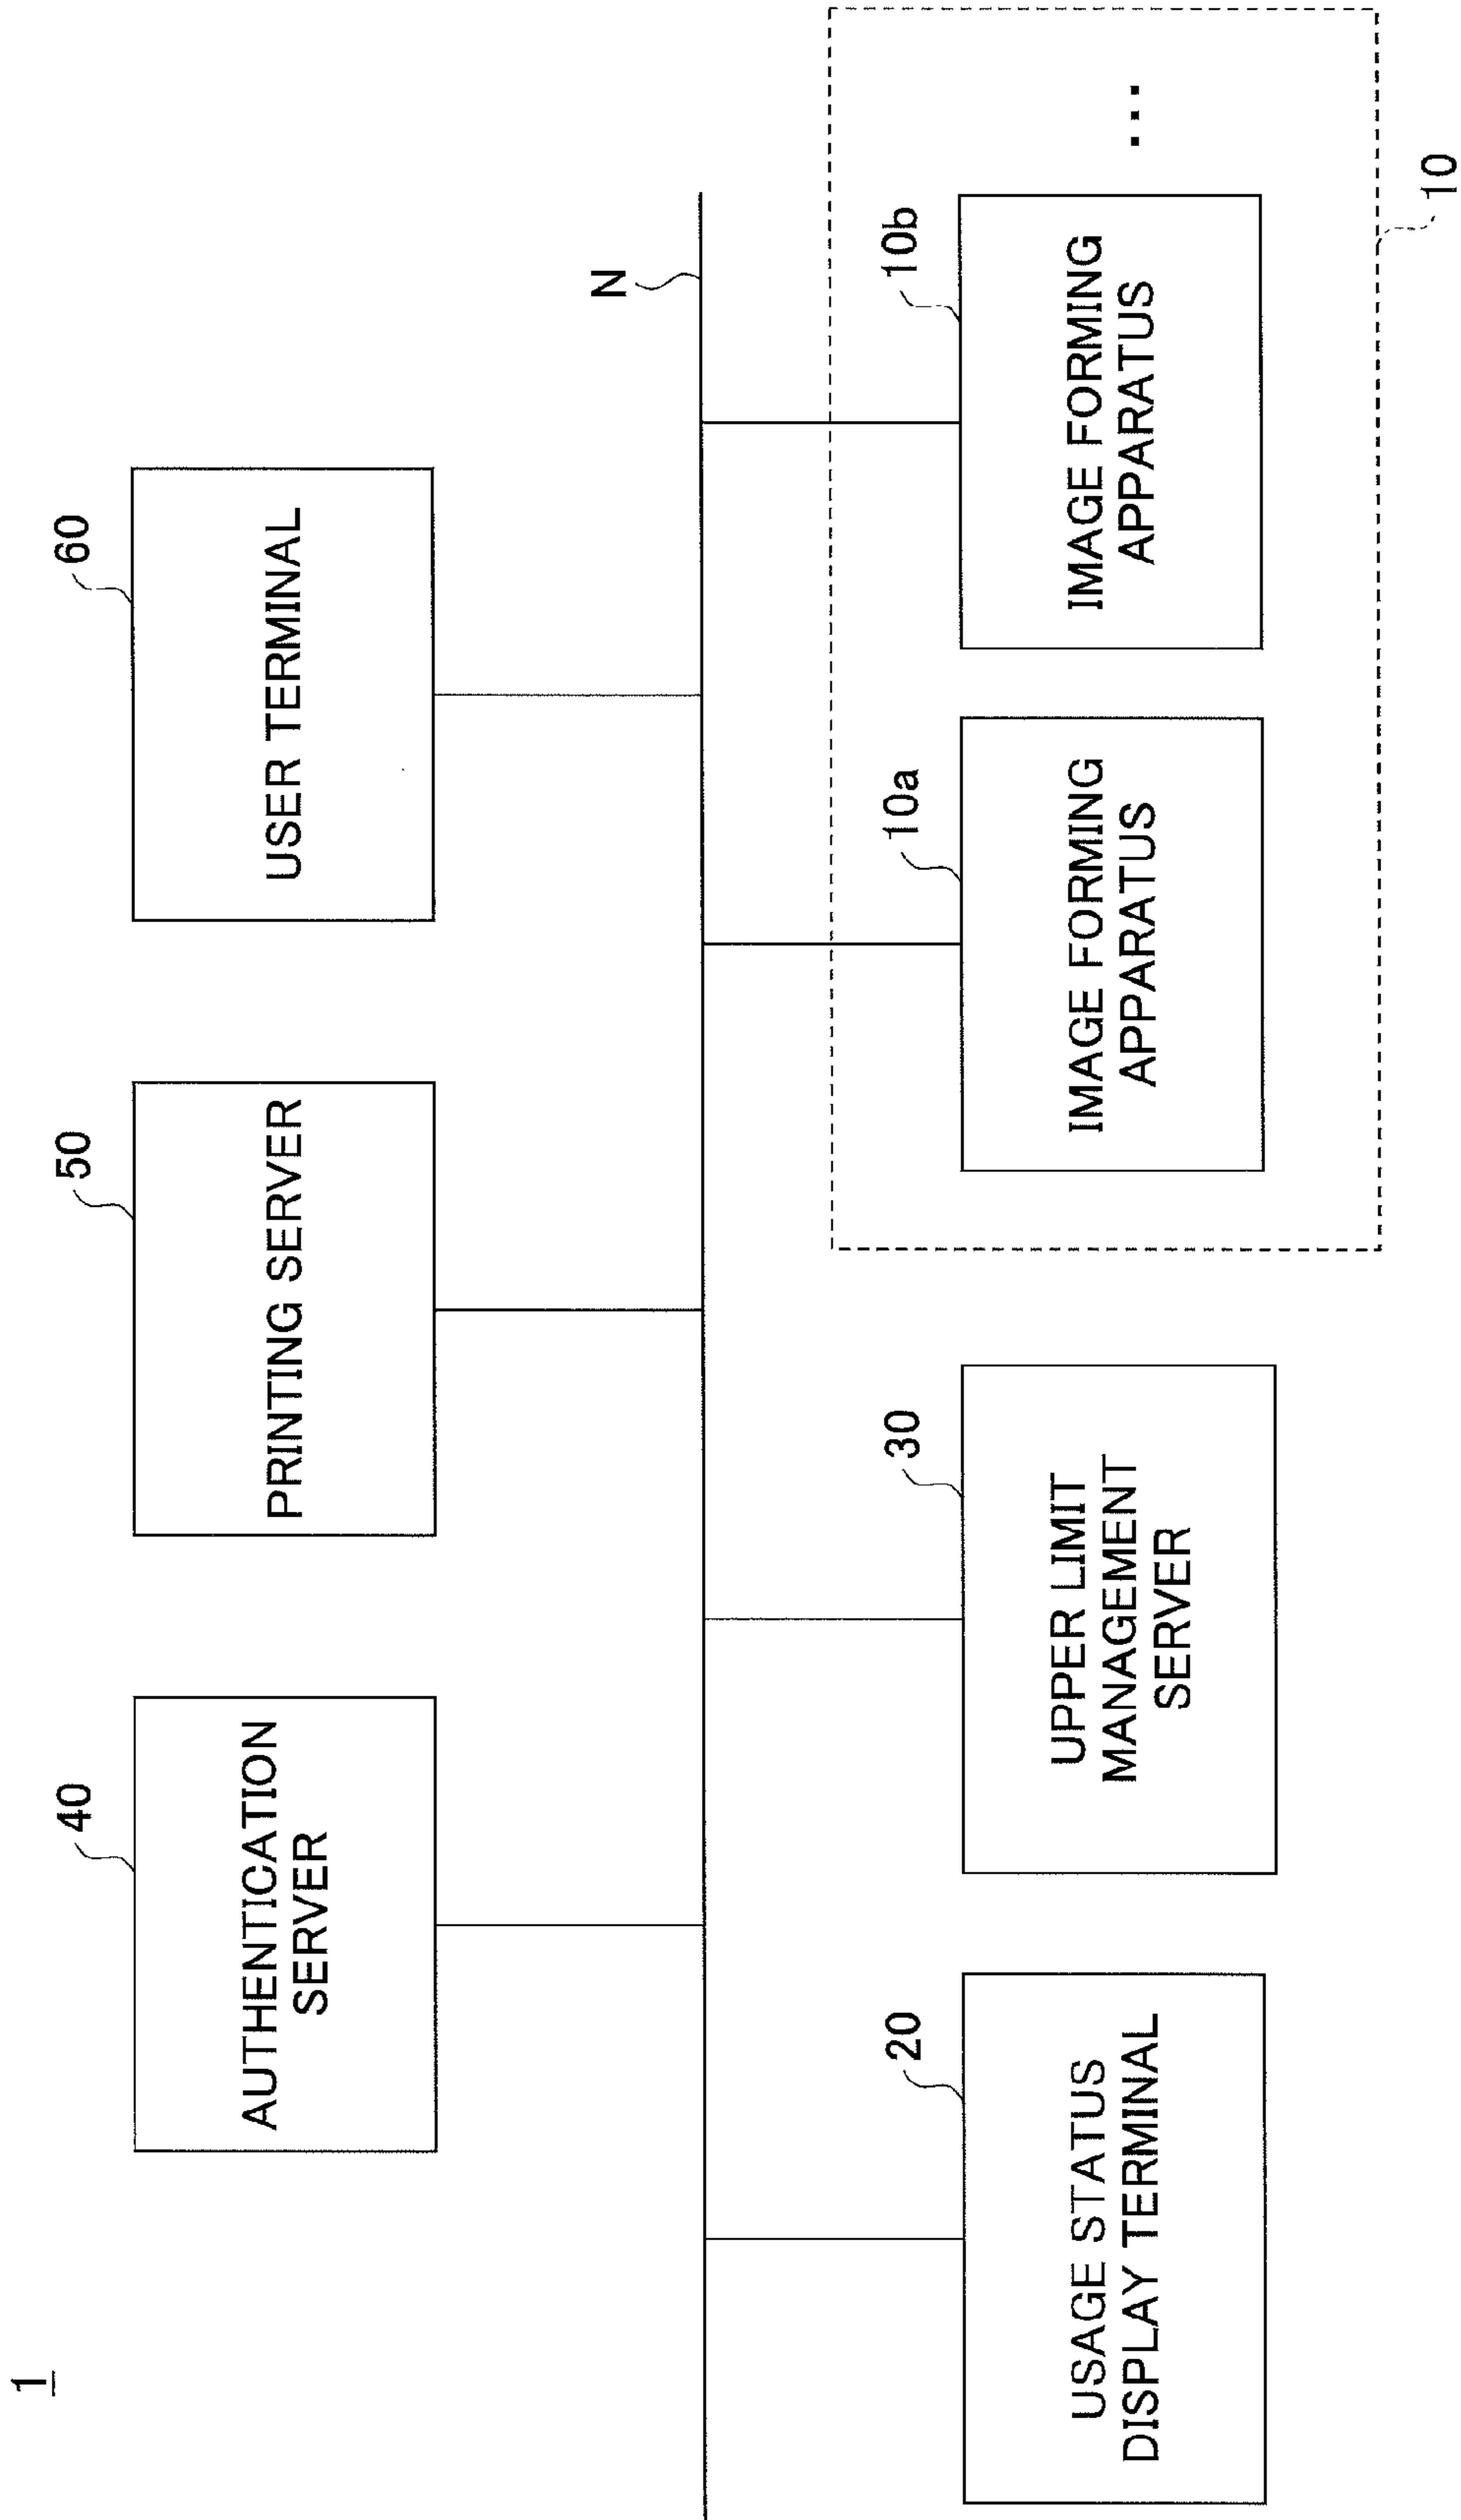 1
40
AUTHENTICATION
SERVER
50
PRINTING SERVER
60
USER TERMINAL
N
20
USAGE STATUS
DISPLAY TERMINAL
30
UPPER LIMIT
MANAGEMENT
SERVER
10a
IMAGE FORMING
APPARATUS
10b
IMAGE FORMING
APPARATUS
...
10